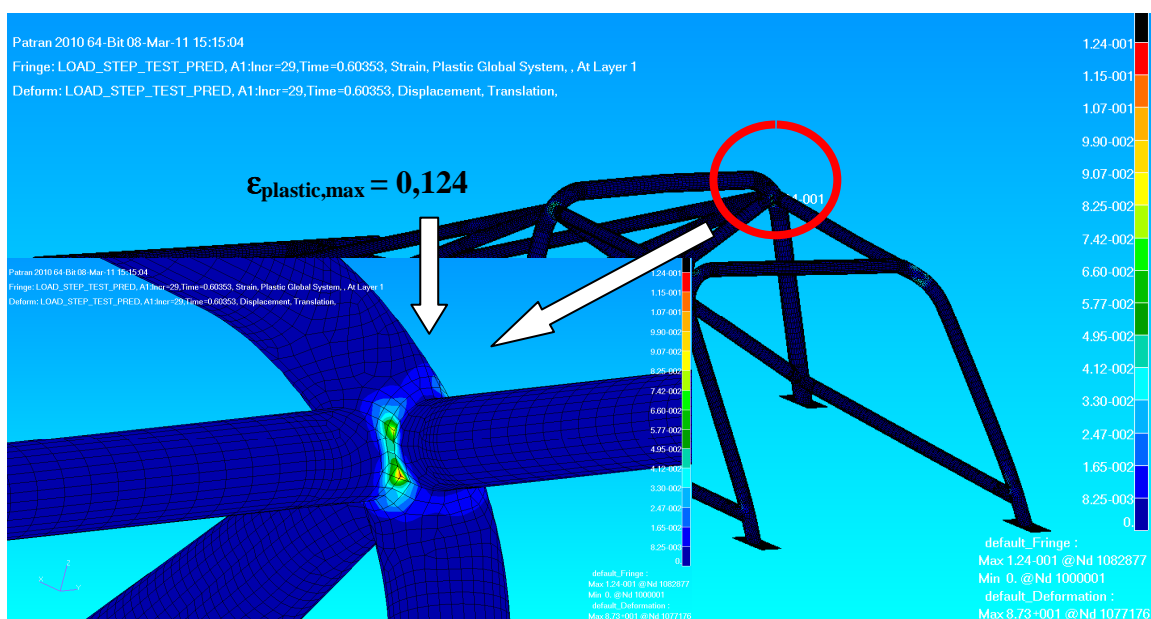 Patran 2010 64-Bit 08-Mar-11 15:15:04
Fringe: LOAD_STEP_TEST_PRED, A1:Incr=29,Time=0.60353, Strain, Plastic Global System, , At Layer 1
Deform: LOAD_STEP_TEST_PRED, A1:Incr=29,Time=0.60353, Displacement, Translation,
εplastic,max = 0,124
1.24-001
1.15-001
1.07-001
9.90-002
9.07-002
8.25-002
7.42-002
6.60-002
5.77-002
4.95-002
4.12-002
3.30-002
2.47-002
1.65-002
8.25-003
0.
default_Fringe :
Max 1.24-001 @Nd 1082877
Min 0. @Nd 1000001
default_Deformation :
Max 8.73+001 @Nd 1077176
Patran 2010 64-Bit 08-Mar-11 15:15:04
Fringe: LOAD_STEP_TEST_PRED, A1:Incr=29,Time=0.60353, Strain, Plastic Global System, , At Layer 1
Deform: LOAD_STEP_TEST_PRED, A1:Incr=29,Time=0.60353, Displacement, Translation,
1.24-001
1.15-001
1.07-001
9.90-002
9.07-002
8.25-002
7.42-002
6.60-002
5.77-002
4.95-002
4.12-002
3.30-002
2.47-002
1.65-002
8.25-003
0.
default_Fringe :
Max 1.24-001 @Nd 1082877
Min 0. @Nd 1000001
default_Deformation :
Max 8.73+001 @Nd 1077176
X
Z
Y